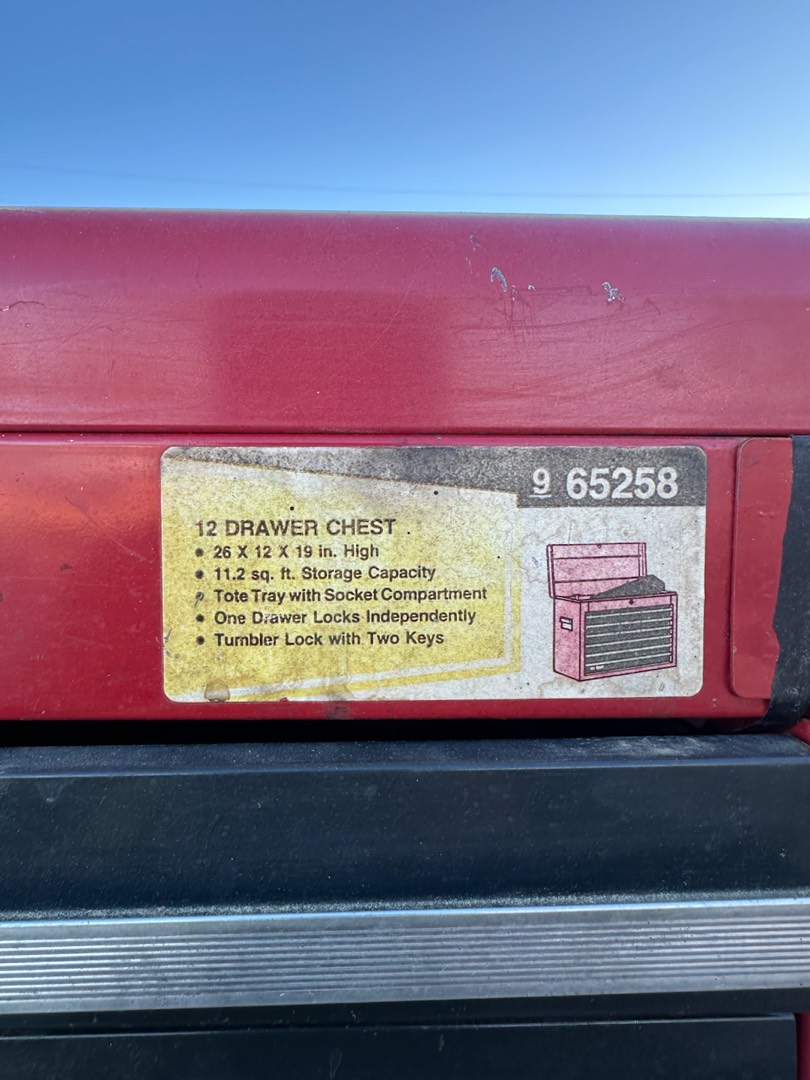 9 65258
12 DRAWER CHEST
• 26 X 12 X 19 in. High
• 11.2 sq. ft. Storage Capacity
• Tote Tray with Socket Compartment
• One Drawer Locks Independently
• Tumbler Lock with Two Keys